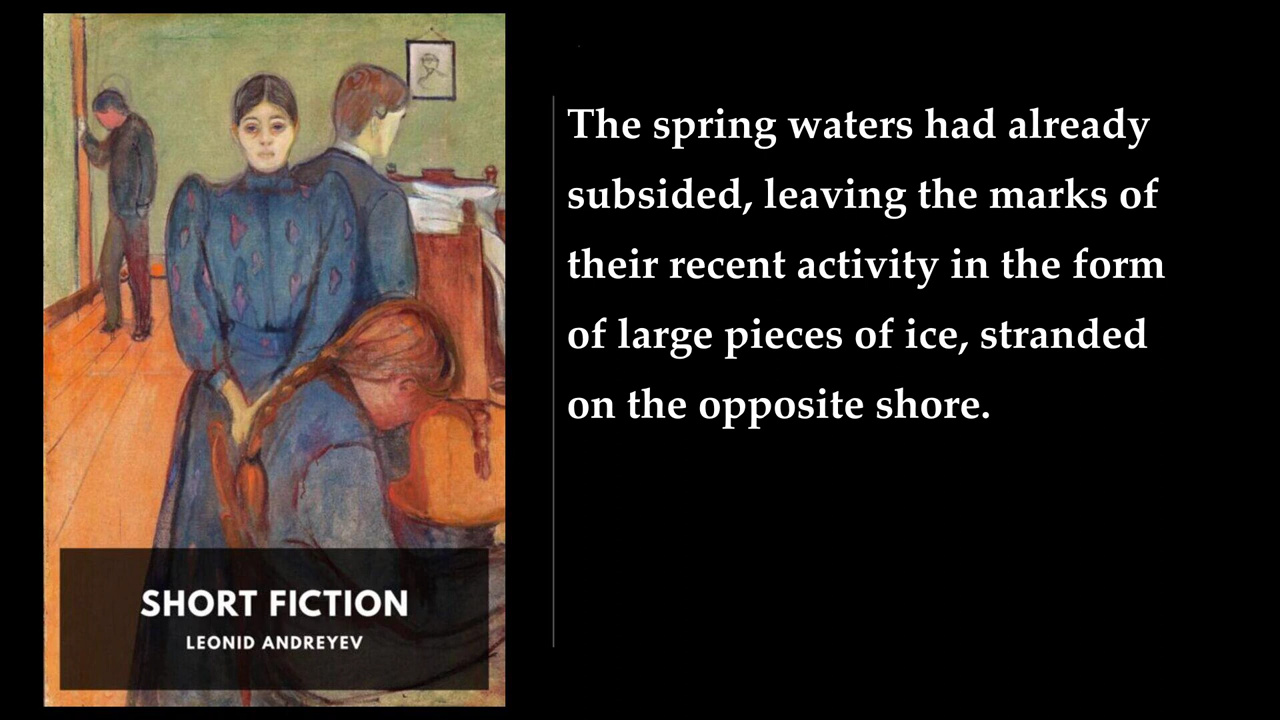 SHORT FICTION
LEONID ANDREYEV
The spring waters had already
subsided, leaving the marks of
their recent activity in the form
of large pieces of ice, stranded
on the opposite shore.